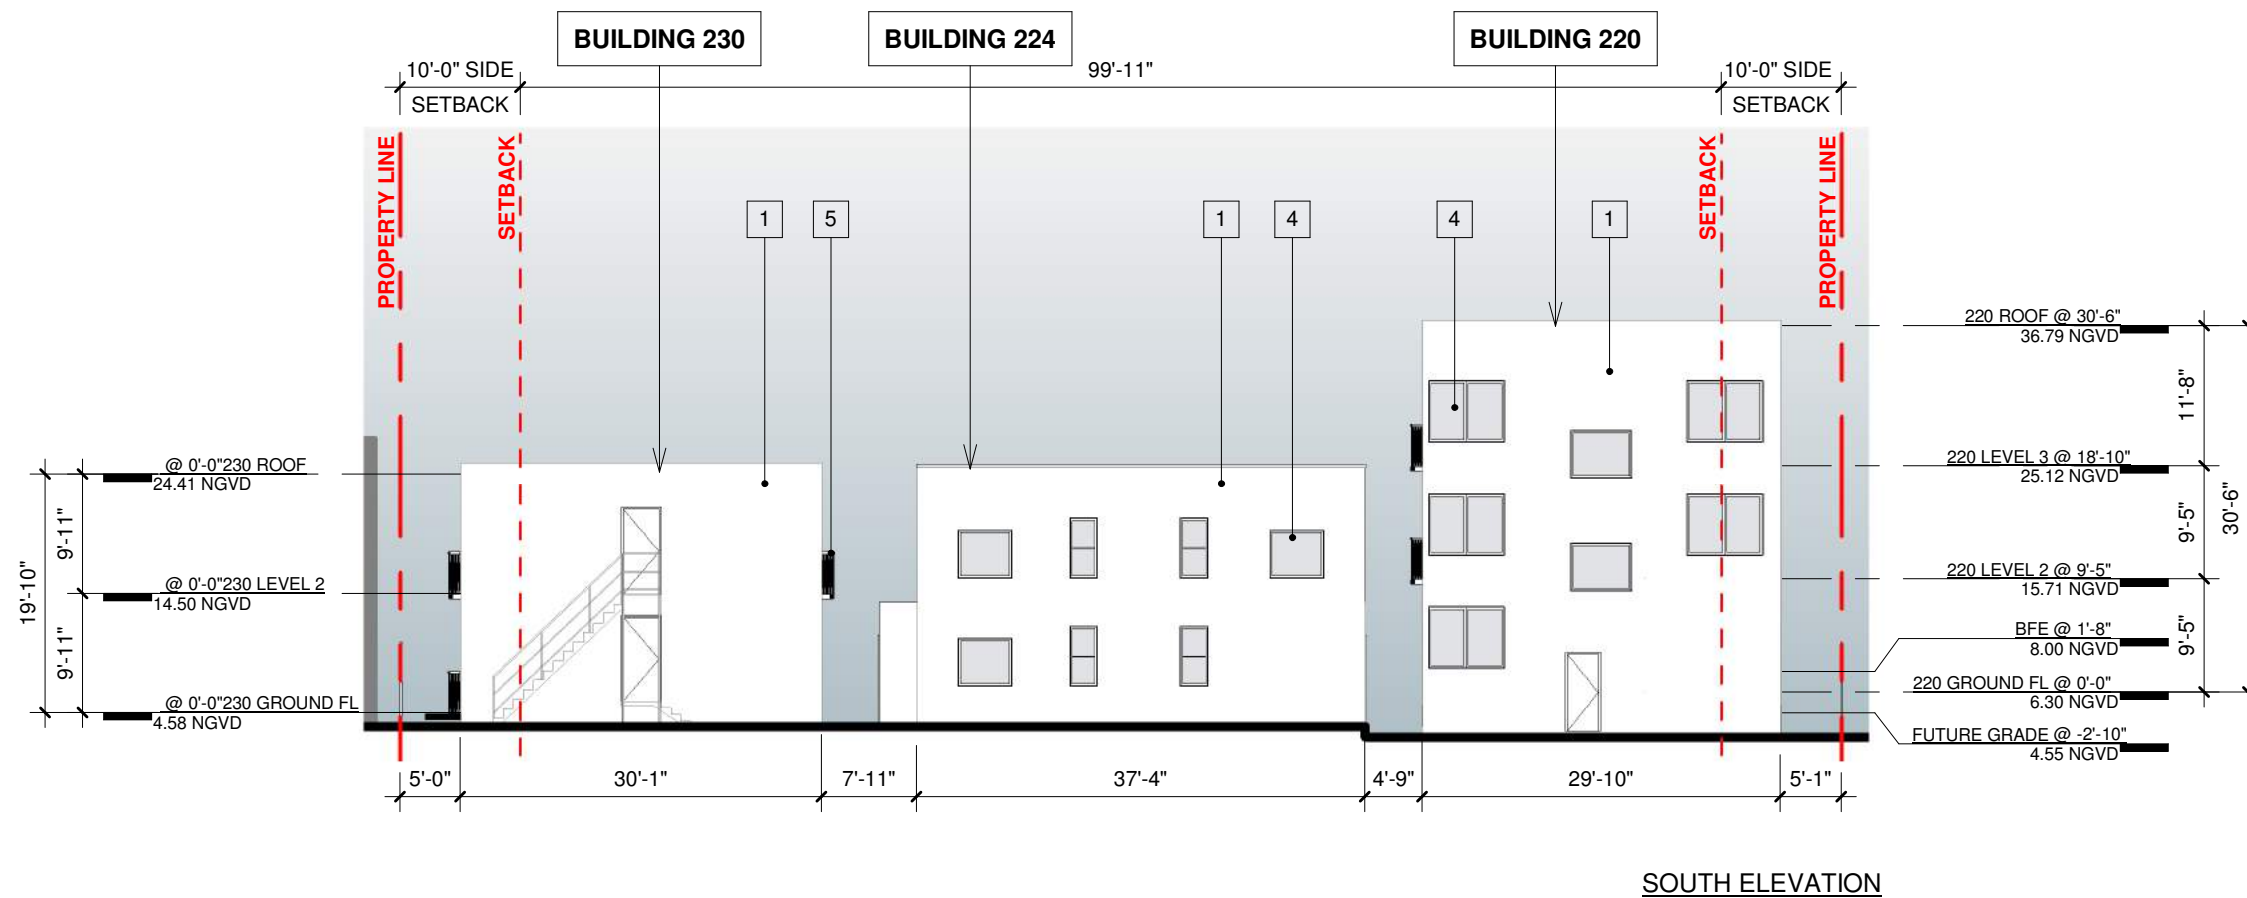 BUILDING 230
BUILDING 224
BUILDING 220
10'-0" SIDE
SETBACK
99'-11"
10'-0" SIDE
SETBACK
PROPERTY LINE
SETBACK
SETBACK
PROPERTY LINE
1
5
1
4
4
1
@ 0'-0"230 ROOF
24.41 NGVD
@ 0'-0"230 LEVEL 2
14.50 NGVD
@ 0'-0"230 GROUND FL
4.58 NGVD
19'-10"
9'-11"
9'-11"
220 ROOF @ 30'-6"
36.79 NGVD
220 LEVEL 3 @ 18'-10"
25.12 NGVD
220 LEVEL 2 @ 9'-5"
15.71 NGVD
BFE @ 1'-8"
8.00 NGVD
220 GROUND FL @ 0'-0"
6.30 NGVD
FUTURE GRADE @ -2'-10"
4.55 NGVD
11'-8"
9'-5"
9'-5"
30'-6"
5'-0"
30'-1"
7'-11"
37'-4"
4'-9"
29'-10"
5'-1"
SOUTH ELEVATION